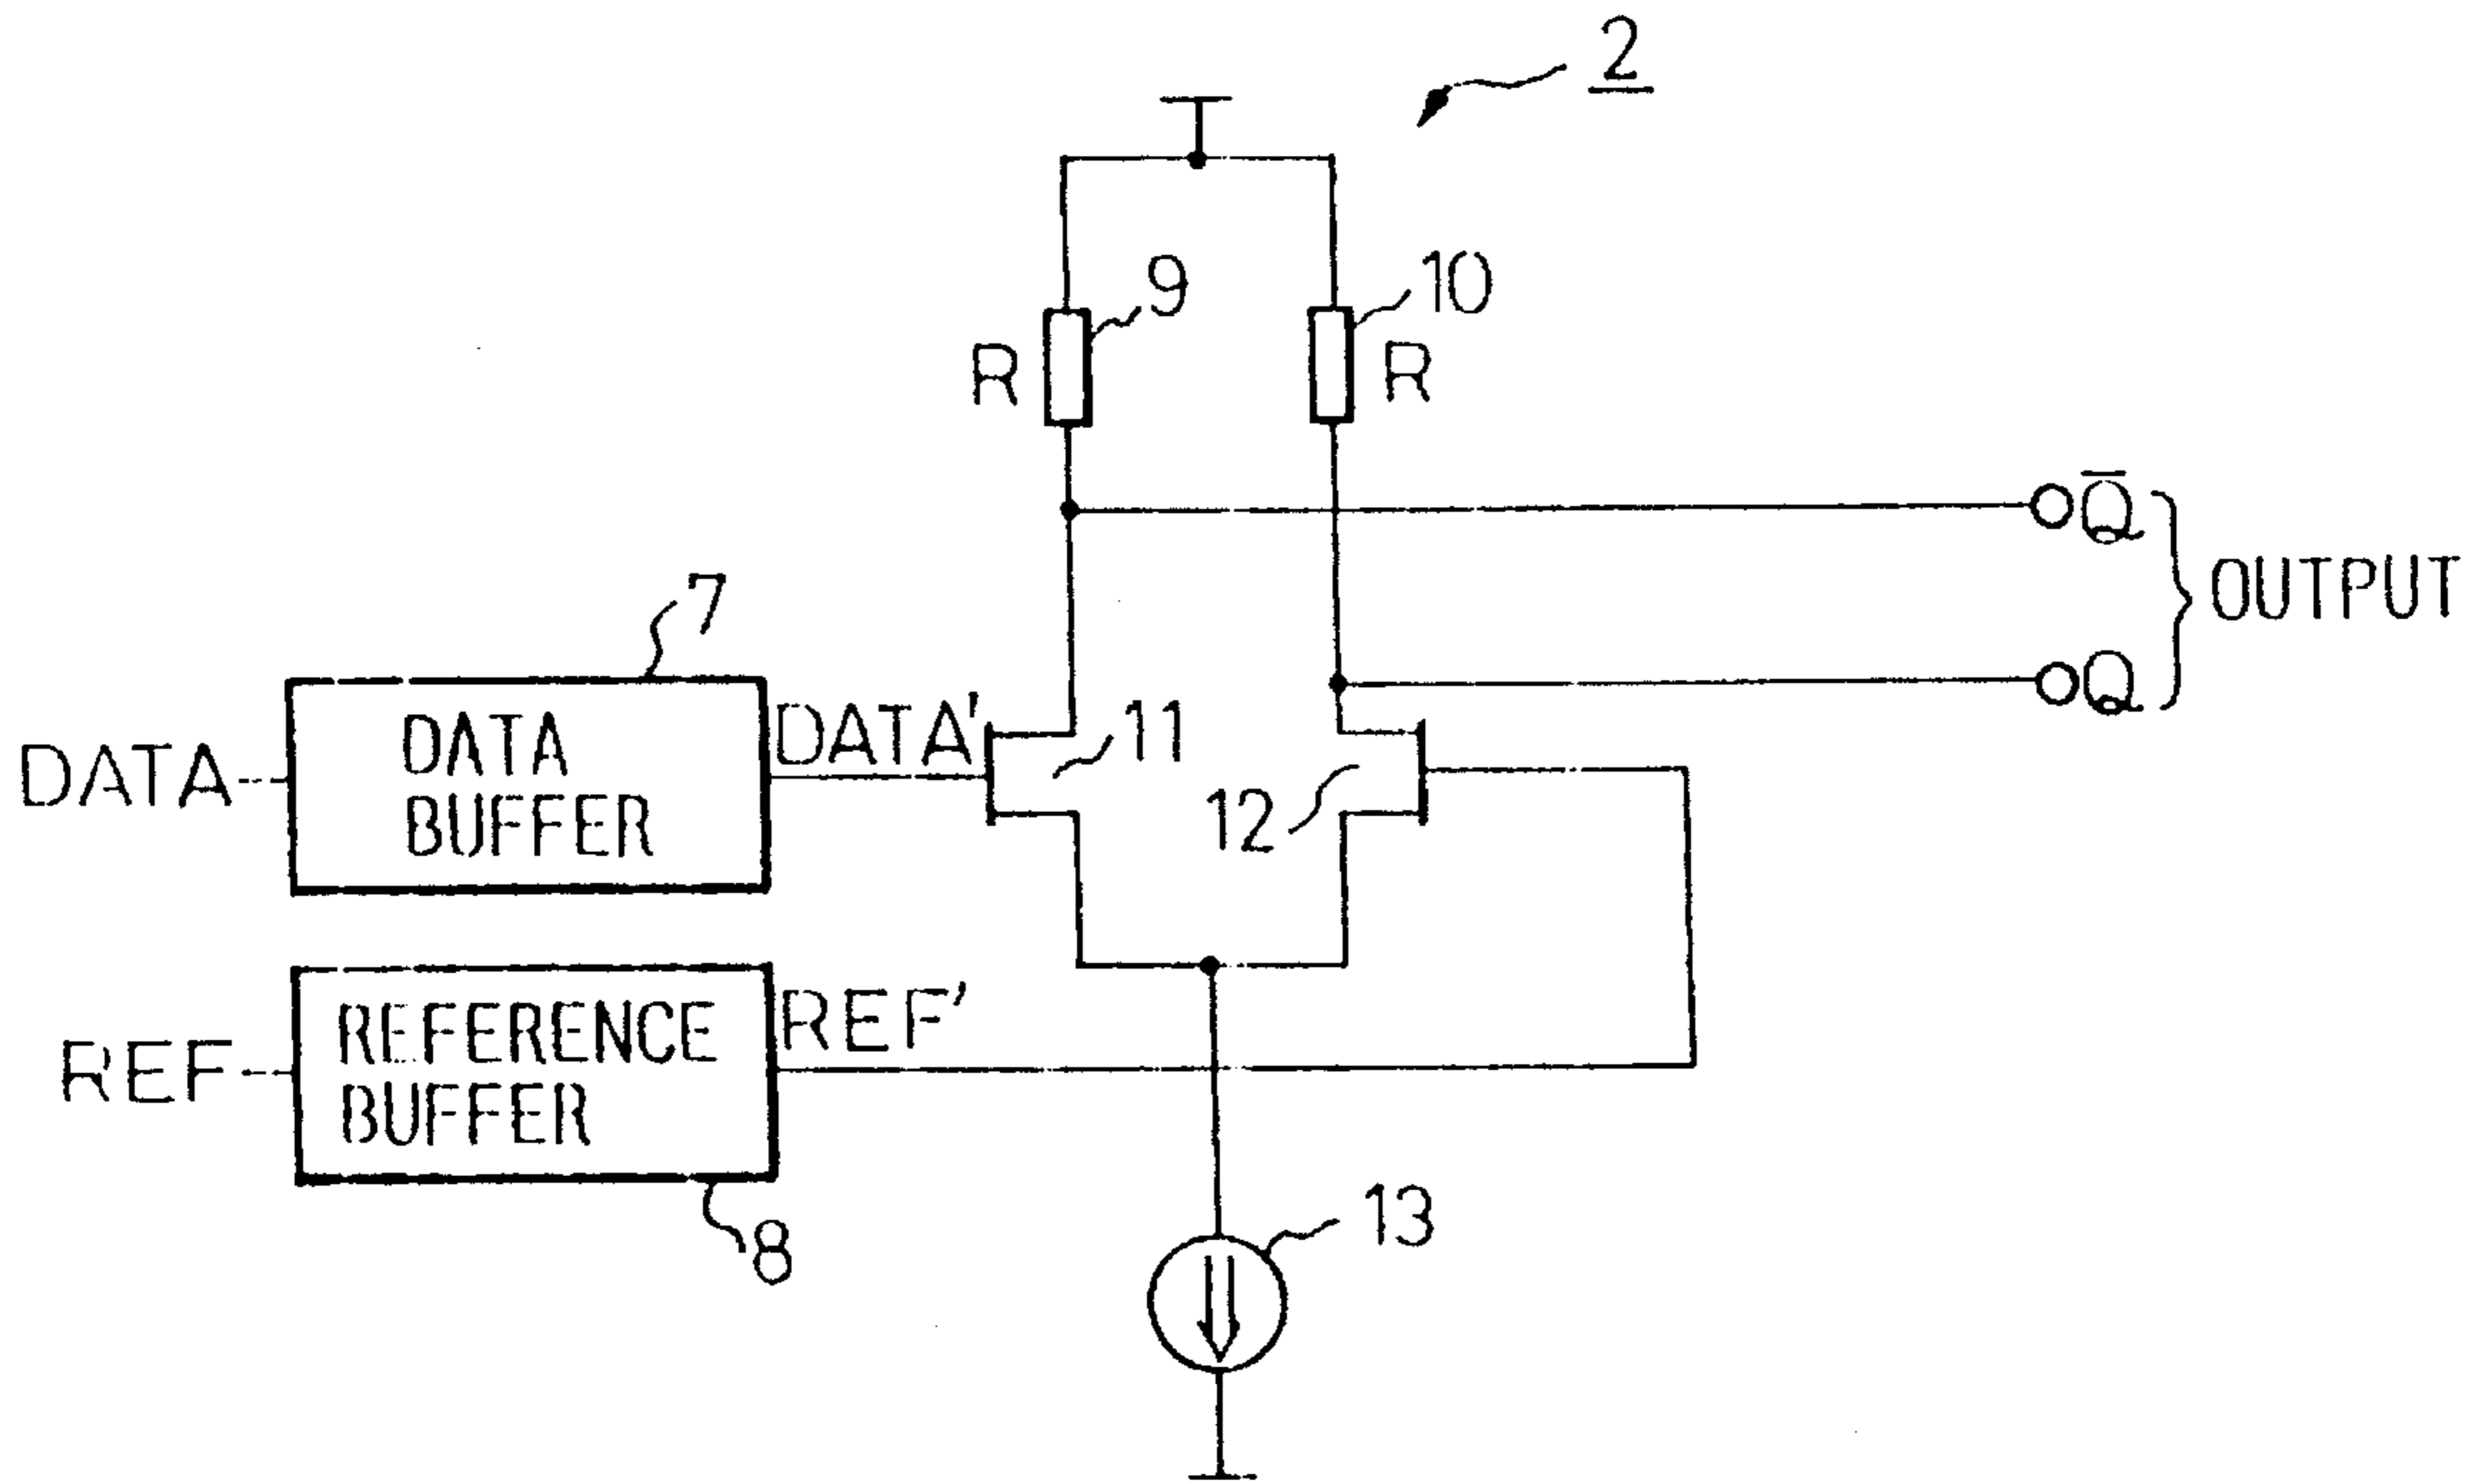 2
9
10
R
R
Q̅
OUTPUT
7
Q
DATA
DATA
BUFFER
DATA'
11
12
REF
REFERENCE
BUFFER
REF'
8
13